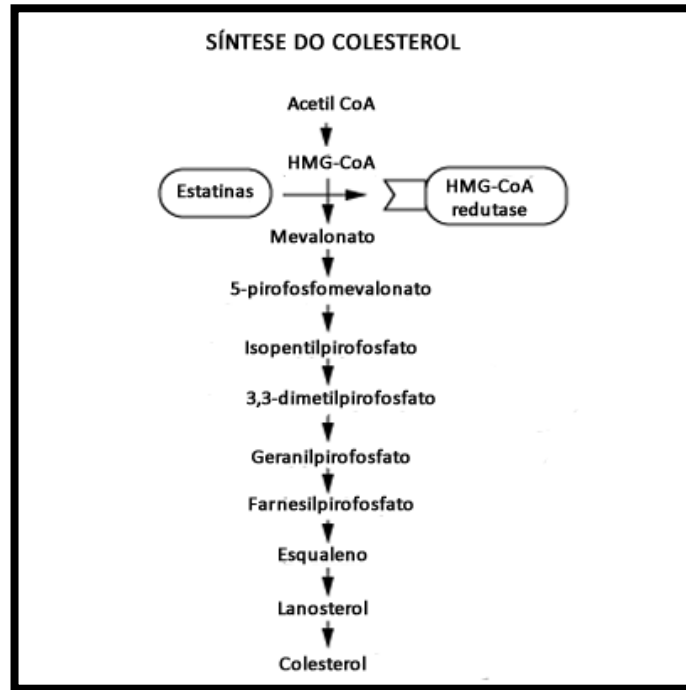 SÍNTESE DO COLESTEROL
Acetil CoA
HMG-CoA
Estatinas
HMG-CoA
redutase
Mevalonato
5-pirofosfomevalonato
Isopentilpirofosfato
3,3-dimetilpirofosfato
Geranilpirofosfato
Farnesilpirofosfato
Esqualeno
Lanosterol
Colesterol